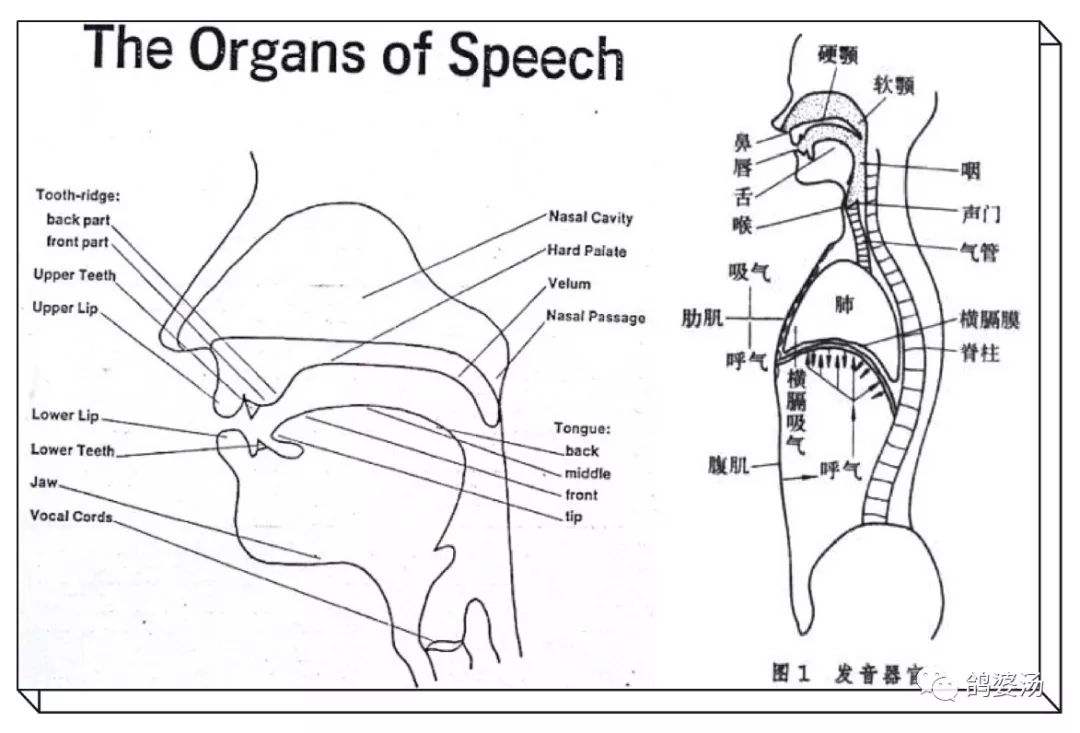 The Organs of Speech
Tooth-ridge:
back part
front part
Upper Teeth
Upper Lip
Lower Lip
Lower Teeth
Jaw
Vocal Cords
Nasal Cavity
Hard Palate
Velum
Nasal Passage
Tongue:
back
middle
front
tip
硬颚
软颚
鼻
唇
舌
喉
咽
声门
气管
吸气
肋肌
呼气
肺
横膈膜
脊柱
横膈吸气
腹肌
呼气
图1 发音器官
鸽婆汤